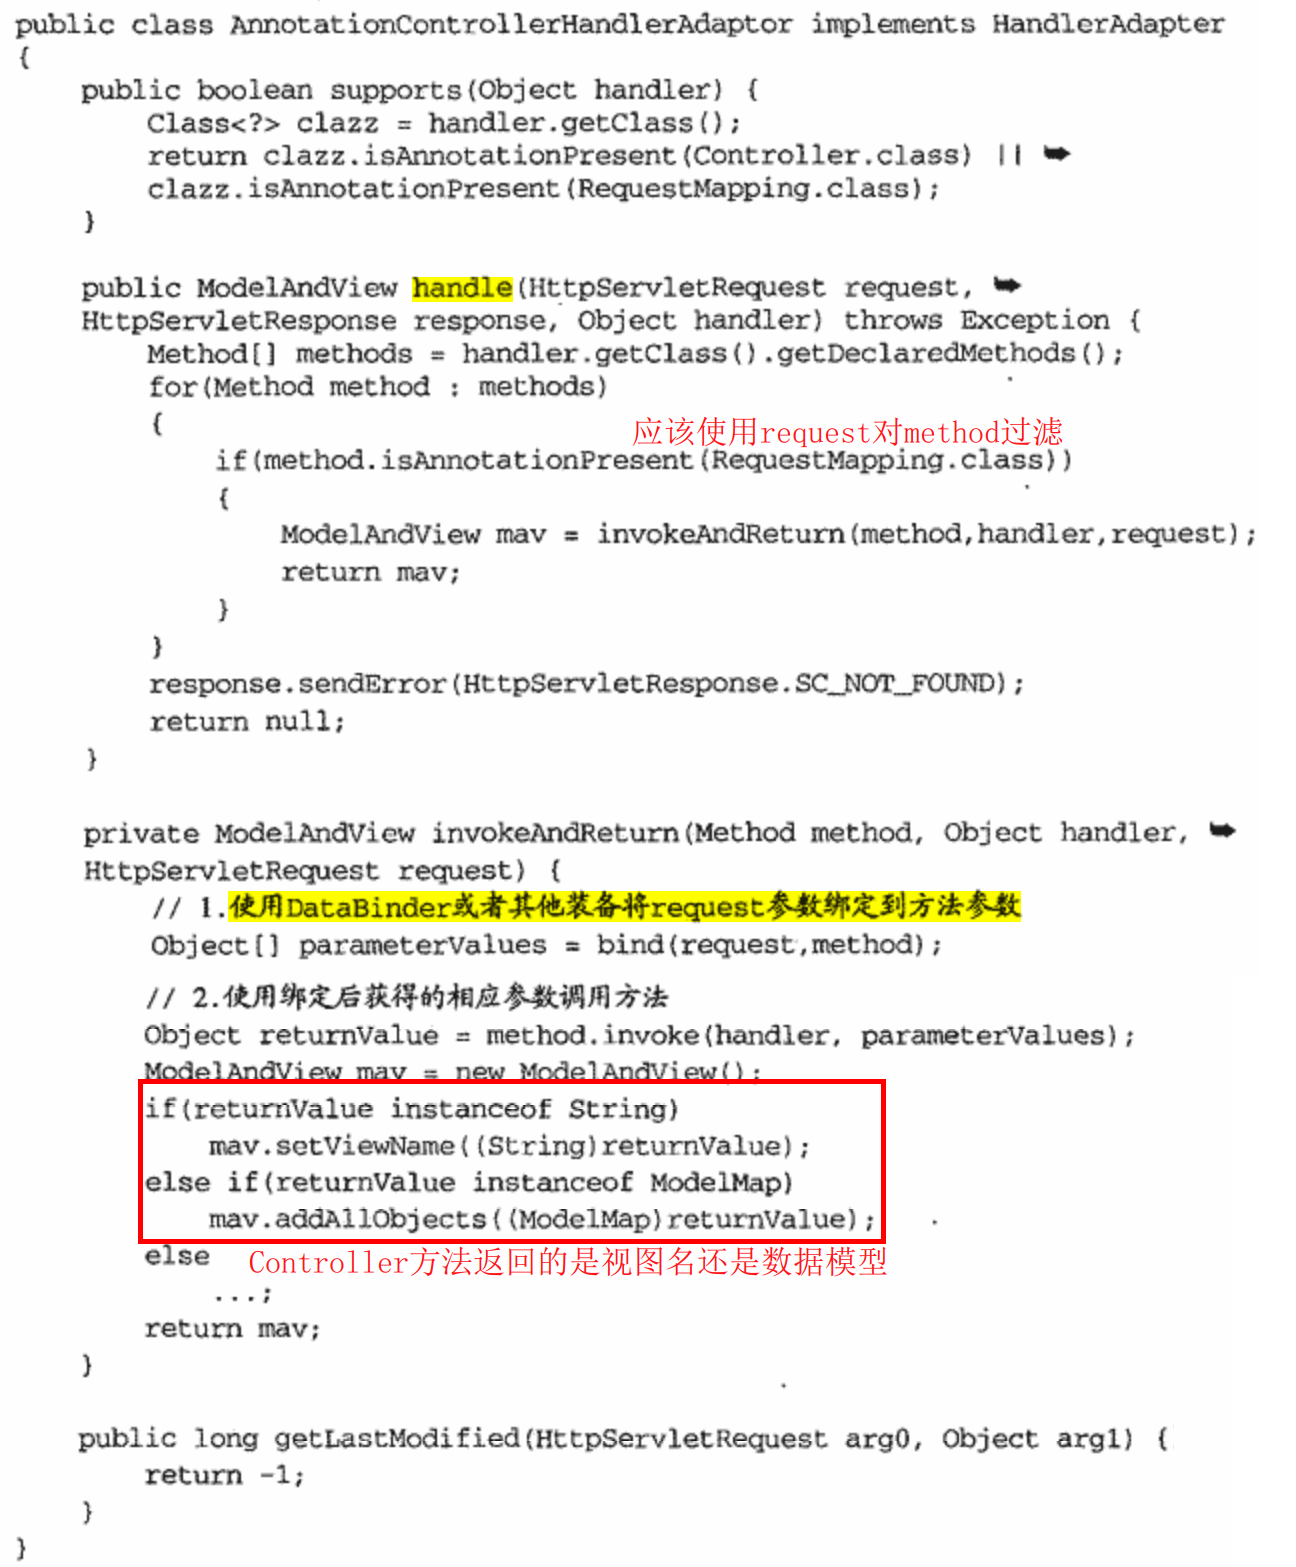 public class AnnotationControllerHandlerAdaptor implements HandlerAdapter
{
public boolean supports(Object handler) {
Class<?> clazz = handler.getClass();
return clazz.isAnnotationPresent(Controller.class) || ➥
clazz.isAnnotationPresent(RequestMapping.class);
}
public ModelAndView handle(HttpServletRequest request, ➥
HttpServletResponse response, Object handler) throws Exception {
Method[] methods = handler.getClass().getDeclaredMethods();
for(Method method : methods)
{
应该使用request对method过滤
if(method.isAnnotationPresent(RequestMapping.class))
{
ModelAndView mav = invokeAndReturn(method,handler,request);
return mav;
}
}
response.sendError(HttpServletResponse.SC_NOT_FOUND);
return null;
}
private ModelAndView invokeAndReturn(Method method, Object handler, ➥
HttpServletRequest request) {
// 1.使用DataBinder或者其他装备将request参数绑定到方法参数
Object[] parameterValues = bind(request,method);
// 2.使用绑定后获得的相应参数调用方法
Object returnValue = method.invoke(handler, parameterValues);
ModelAndView mav = new ModelAndView();
if(returnValue instanceof String)
mav.setViewName((String)returnValue);
else if(returnValue instanceof ModelMap)
mav.addAllObjects((ModelMap)returnValue);
else
Controller方法返回的是视图名还是数据模型
...;
return mav;
}
public long getLastModified(HttpServletRequest arg0, Object arg1) {
return -1;
}
}